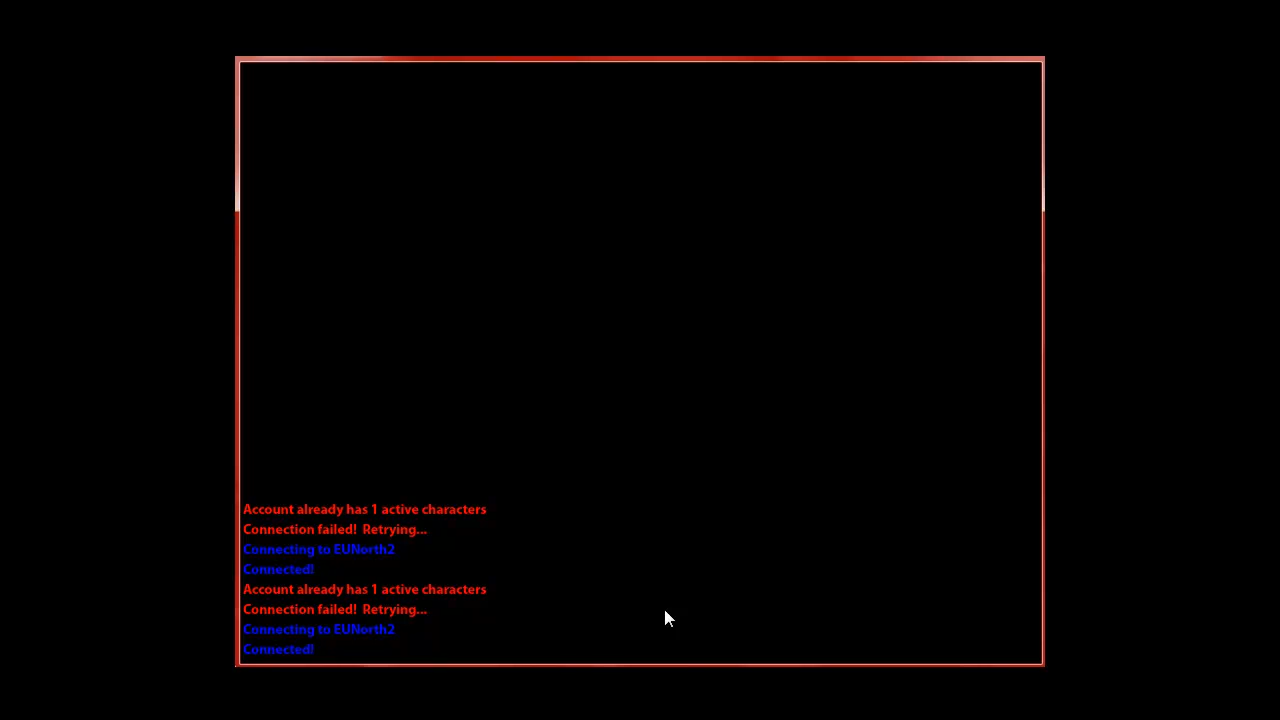 Account already has 1 active characters
Connection failed!  Retrying...
Connecting to EUNorth2
Connected!
Account already has 1 active characters
Connection failed!  Retrying...
Connecting to EUNorth2
Connected!